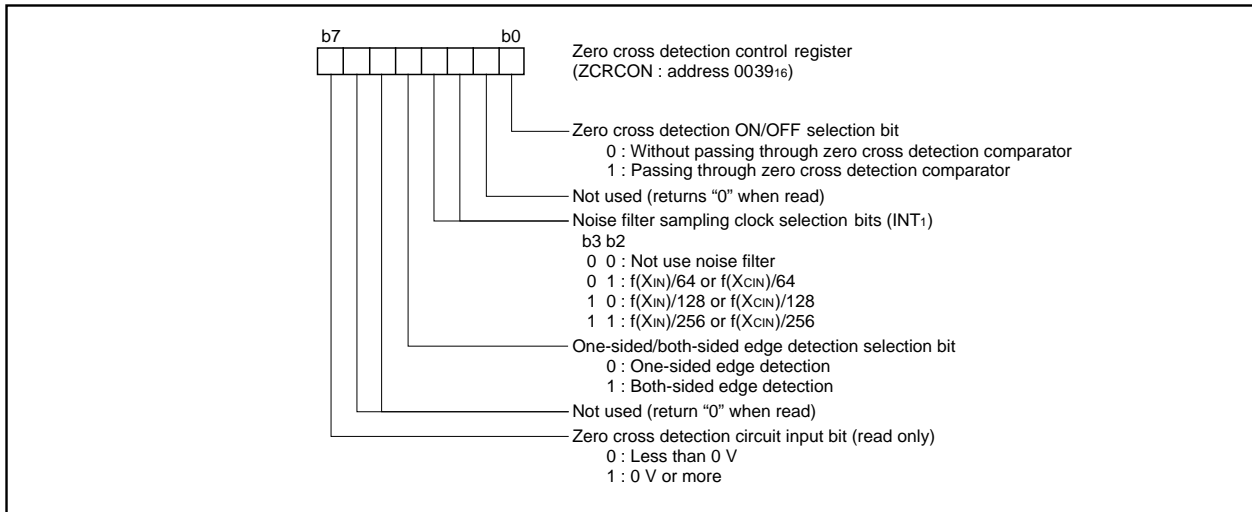 b7 b0
Zero cross detection control register
(ZCRCON : address 003916)
Zero cross detection ON/OFF selection bit
0 : Without passing through zero cross detection comparator
1 : Passing through zero cross detection comparator
Not used (returns “0” when read)
Noise filter sampling clock selection bits (INT1)
b3 b2
0 0 : Not use noise filter
0 1 : f(XIN)/64 or f(XCIN)/64
1 0 : f(XIN)/128 or f(XCIN)/128
1 1 : f(XIN)/256 or f(XCIN)/256
One-sided/both-sided edge detection selection bit
0 : One-sided edge detection
1 : Both-sided edge detection
Not used (return “0” when read)
Zero cross detection circuit input bit (read only)
0 : Less than 0 V
1 : 0 V or more